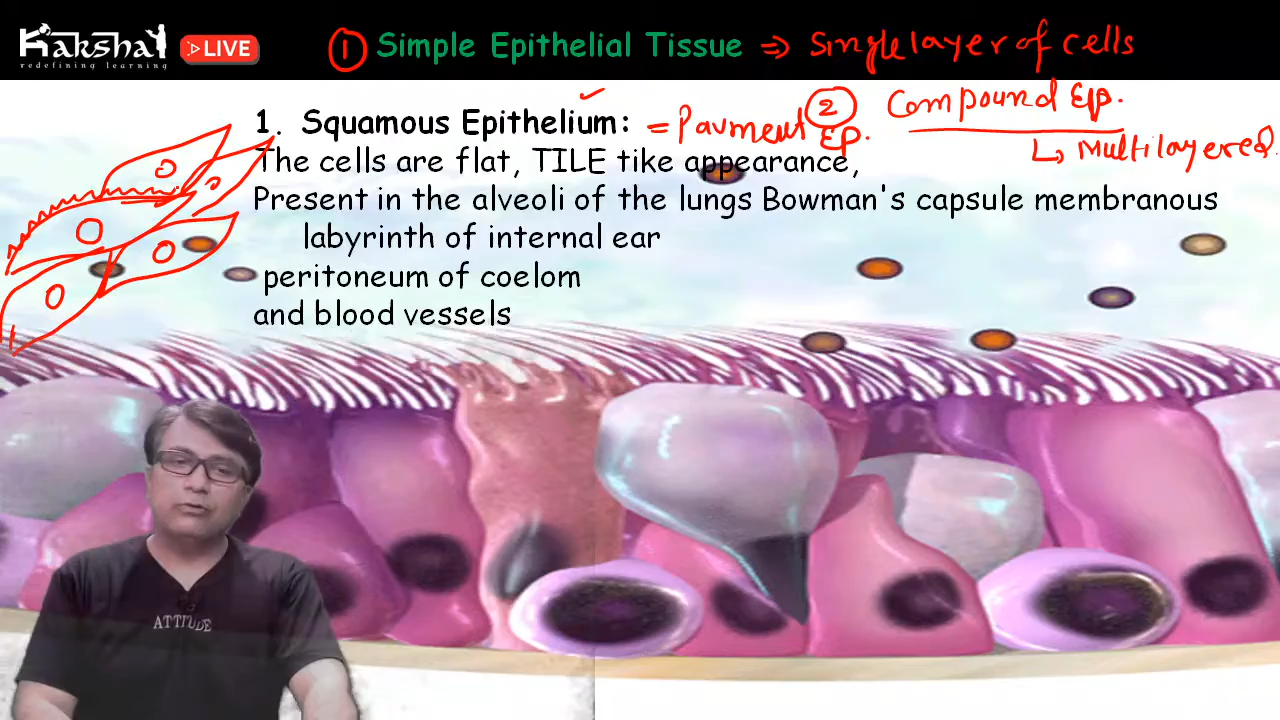 Kaksha
redefining learning
LIVE
① Simple Epithelial Tissue ⇒ Single layer of cells
1. Squamous Epithelium: = Pavment Ep.
② Compound Ep.
↳ Multilayered.
The cells are flat, TILE tike appearance,
Present in the alveoli of the lungs Bowman's capsule membranous
labyrinth of internal ear
peritoneum of coelom
and blood vessels
ATTITUDE